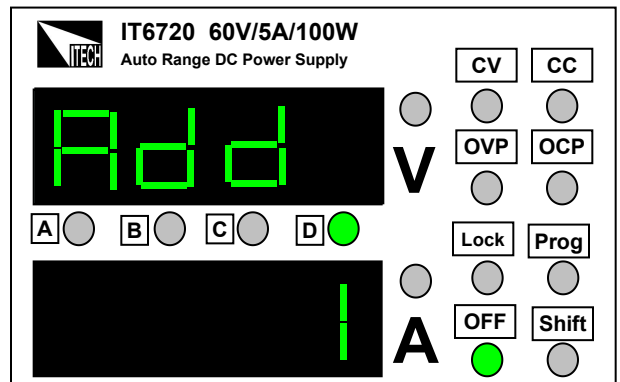 ITECH
IT6720 60V/5A/100W
Auto Range DC Power Supply
CV CC
Add
V
OVP OCP
A B C D
Lock Prog
1
A
OFF Shift